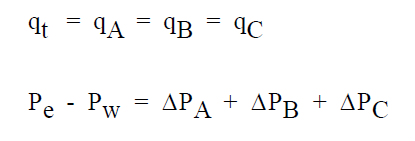 qt = qA = qB = qC
Pe - Pw = ΔPA + ΔPB + ΔPC